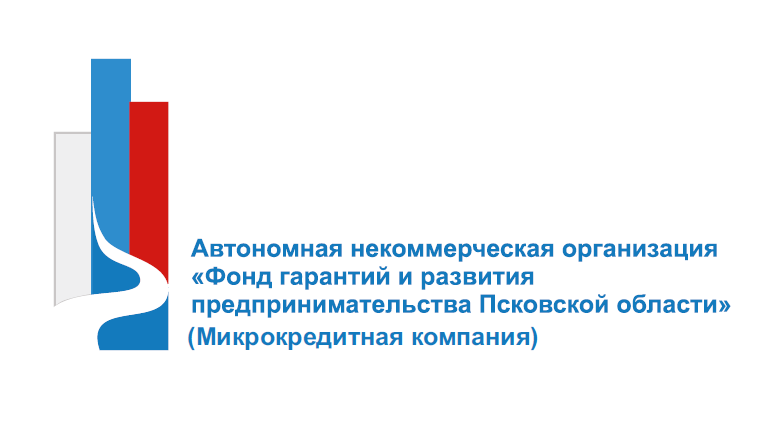 Автономная некоммерческая организация
«Фонд гарантий и развития
предпринимательства Псковской области»
(Микрокредитная компания)